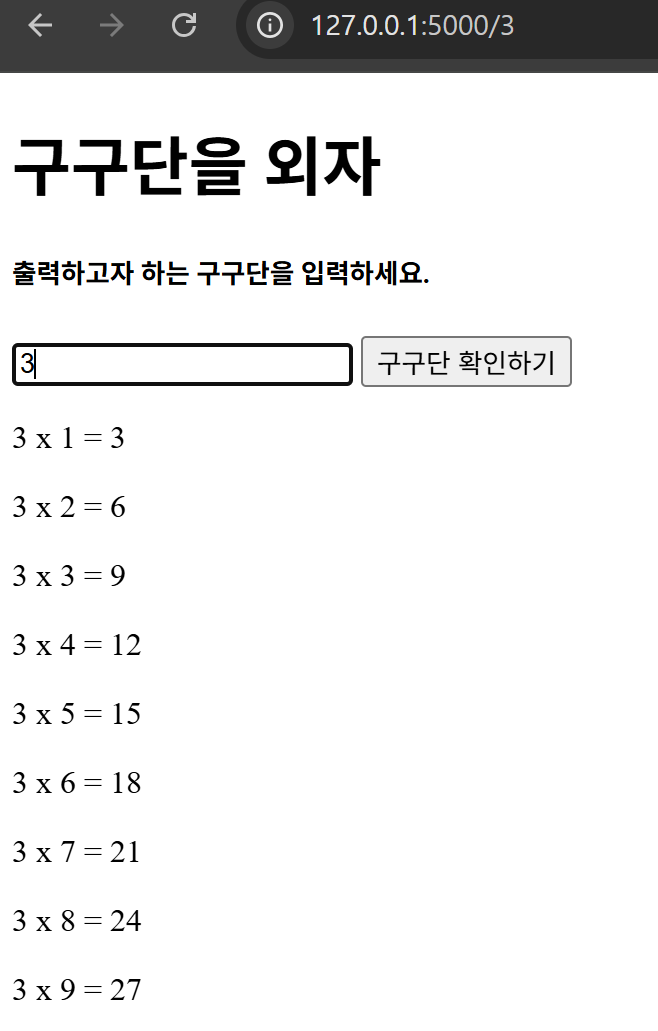 127.0.0.1:5000/3
구구단을 외자
출력하고자 하는 구구단을 입력하세요.
3 구구단 확인하기
3 x 1 = 3
3 x 2 = 6
3 x 3 = 9
3 x 4 = 12
3 x 5 = 15
3 x 6 = 18
3 x 7 = 21
3 x 8 = 24
3 x 9 = 27